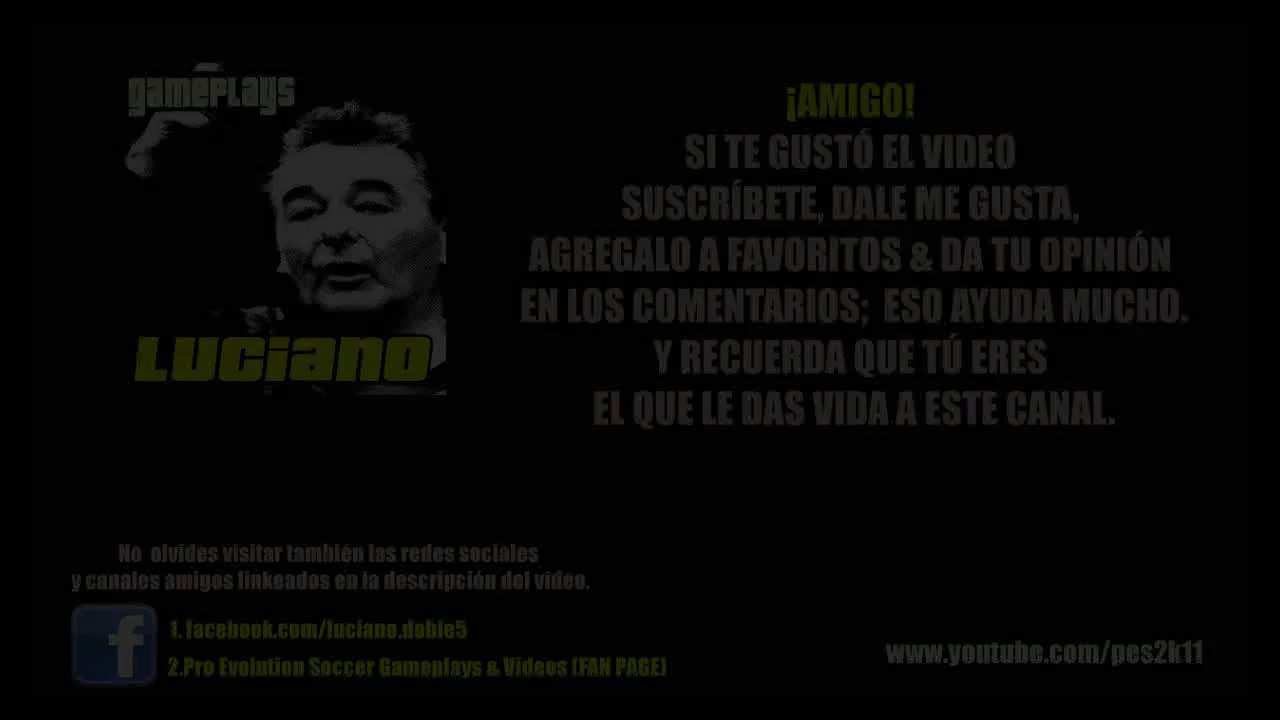 GAMEPLAYS
LUCIANO
¡AMIGO!
SI TE GUSTÓ EL VIDEO
SUSCRÍBETE, DALE ME GUSTA,
AGREGALO A FAVORITOS & DA TU OPINIÓN
EN LOS COMENTARIOS; ESO AYUDA MUCHO.
Y RECUERDA QUE TÚ ERES
EL QUE LE DAS VIDA A ESTE CANAL.
No olvides visitar también las redes sociales
y canales amigos linkeados en la descripción del video.
f
1. facebook.com/luciano.doble5
2.Pro Evolution Soccer Gameplays & Videos (FAN PAGE)
www.youtube.com/pes2k11